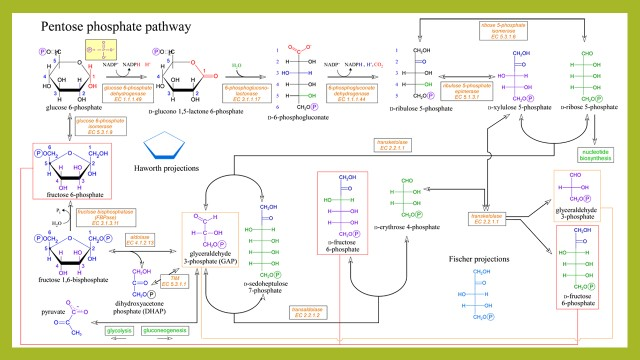 Pentose phosphate pathway
ribose 5-phosphate
isomerase
EC 5.3.1.6
NADP⁺ NADPH H⁺
H₂O
NADP⁺ NADPH, H⁺, CO₂
glucose 6-phosphate
dehydrogenase
EC 1.1.1.49
6-phosphoglucono-
lactonase
EC 3.1.1.17
6-phosphogluconate
dehydrogenase
EC 1.1.1.44
ribulose 5-phosphate
epimerase
EC 5.1.3.1
glucose 6-phosphate
D-glucono 1,5-lactone 6-phosphate
D-6-phosphogluconate
D-ribulose 5-phosphate
D-xylulose 5-phosphate
D-ribose 5-phosphate
glucose 6-phosphate
isomerase
EC 5.3.1.9
Haworth projections
transketolase
EC 2.2.1.1
nucleotide
biosynthesis
fructose 6-phosphate
fructose bisphosphatase
(FBPase)
EC 3.1.3.11
Pᵢ
H₂O
aldolase
EC 4.1.2.13
glyceraldehyde
3-phosphate (GAP)
D-fructose
6-phosphate
D-erythrose 4-phosphate
transketolase
EC 2.2.1.1
glyceraldehyde
3-phosphate
fructose 1,6-bisphosphate
TIM
EC 5.3.1.1
D-sedoheptulose
7-phosphate
Fischer projections
dihydroxyacetone
phosphate (DHAP)
D-fructose
6-phosphate
pyruvate
transaldolase
EC 2.2.1.2
glycolysis
gluconeogenesis